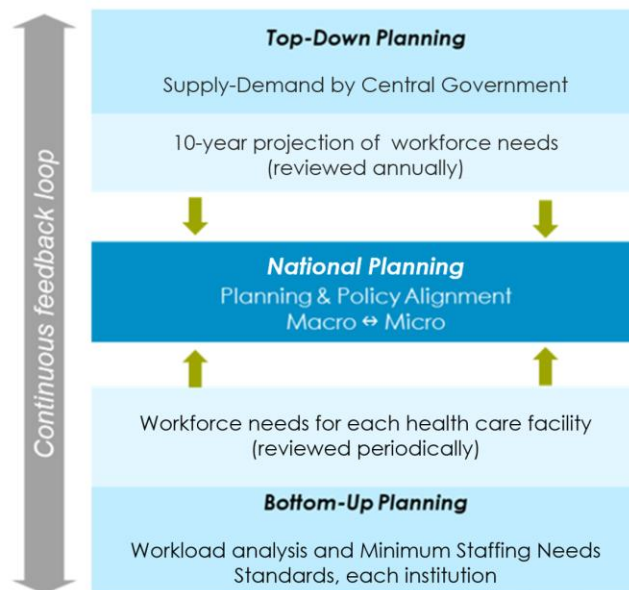 Top-Down Planning
Supply-Demand by Central Government
10-year projection of workforce needs
(reviewed annually)
National Planning
Planning & Policy Alignment
Macro ↔ Micro
Workforce needs for each health care facility
(reviewed periodically)
Bottom-Up Planning
Workload analysis and Minimum Staffing Needs
Standards, each institution
Continuous feedback loop